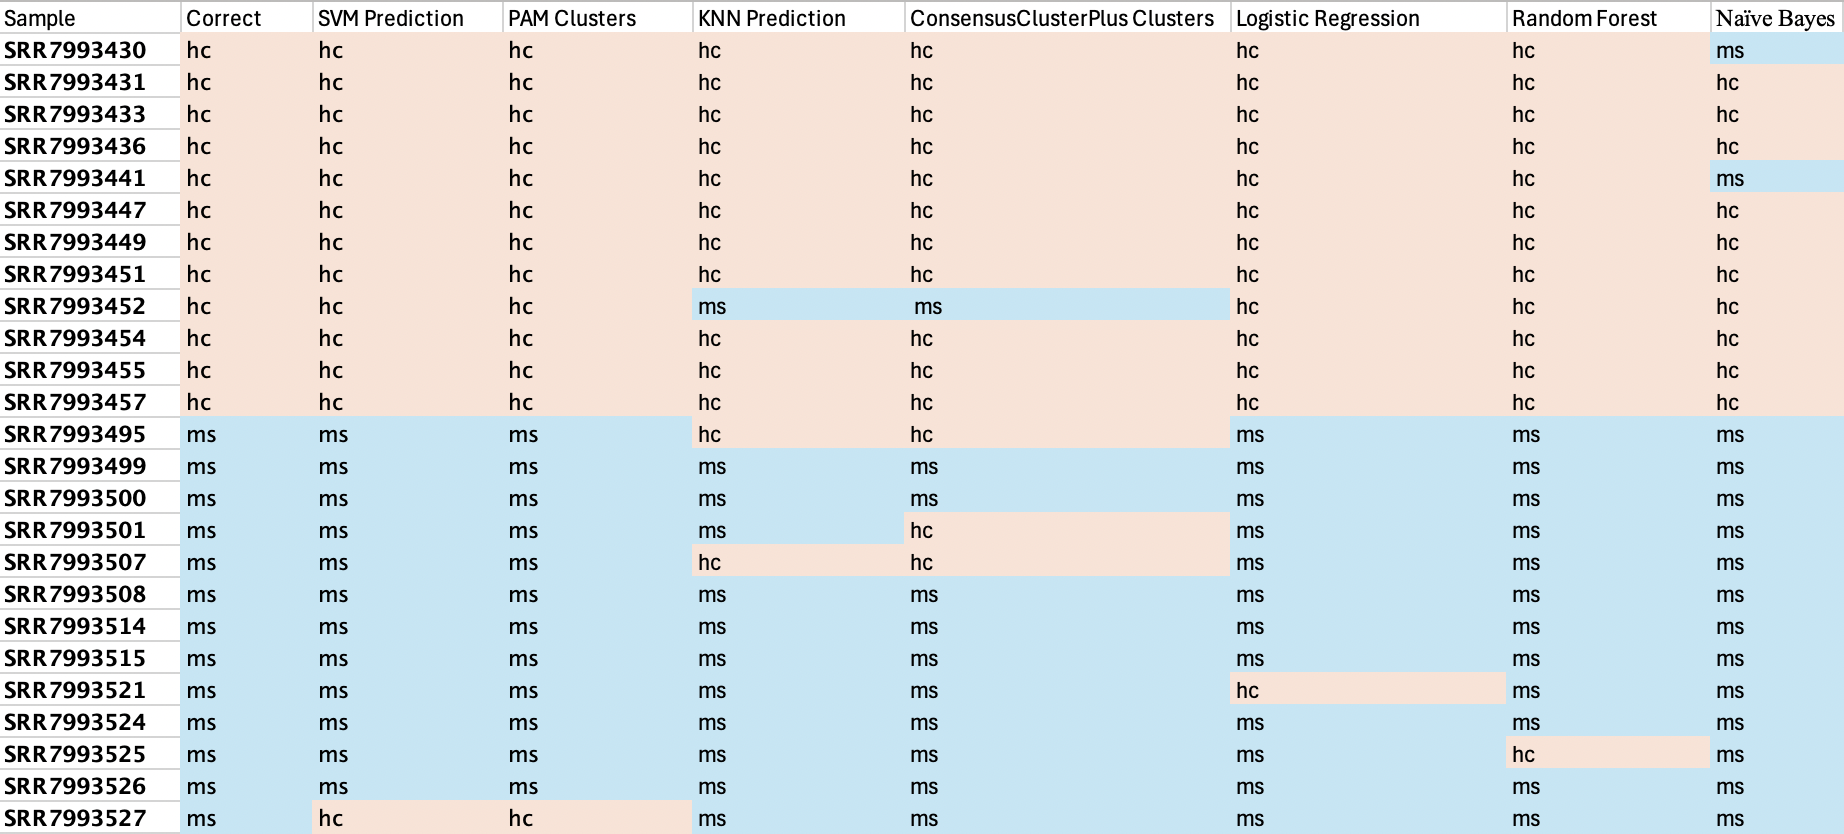 Sample Correct SVM Prediction PAM Clusters KNN Prediction ConsensusClusterPlus Clusters Logistic Regression Random Forest Naïve Bayes
SRR7993430 hc hc hc hc hc hc hc ms
SRR7993431 hc hc hc hc hc hc hc hc
SRR7993433 hc hc hc hc hc hc hc hc
SRR7993436 hc hc hc hc hc hc hc hc
SRR7993441 hc hc hc hc hc hc hc ms
SRR7993447 hc hc hc hc hc hc hc hc
SRR7993449 hc hc hc hc hc hc hc hc
SRR7993451 hc hc hc hc hc hc hc hc
SRR7993452 hc hc hc ms ms hc hc hc
SRR7993454 hc hc hc hc hc hc hc hc
SRR7993455 hc hc hc hc hc hc hc hc
SRR7993457 hc hc hc hc hc hc hc hc
SRR7993495 ms ms ms hc hc ms ms ms
SRR7993499 ms ms ms ms ms ms ms ms
SRR7993500 ms ms ms ms ms ms ms ms
SRR7993501 ms ms ms ms hc ms ms ms
SRR7993507 ms ms ms hc hc ms ms ms
SRR7993508 ms ms ms ms ms ms ms ms
SRR7993514 ms ms ms ms ms ms ms ms
SRR7993515 ms ms ms ms ms ms ms ms
SRR7993521 ms ms ms ms ms hc ms ms
SRR7993524 ms ms ms ms ms ms ms ms
SRR7993525 ms ms ms ms ms ms hc ms
SRR7993526 ms ms ms ms ms ms ms ms
SRR7993527 ms hc hc ms ms ms ms ms